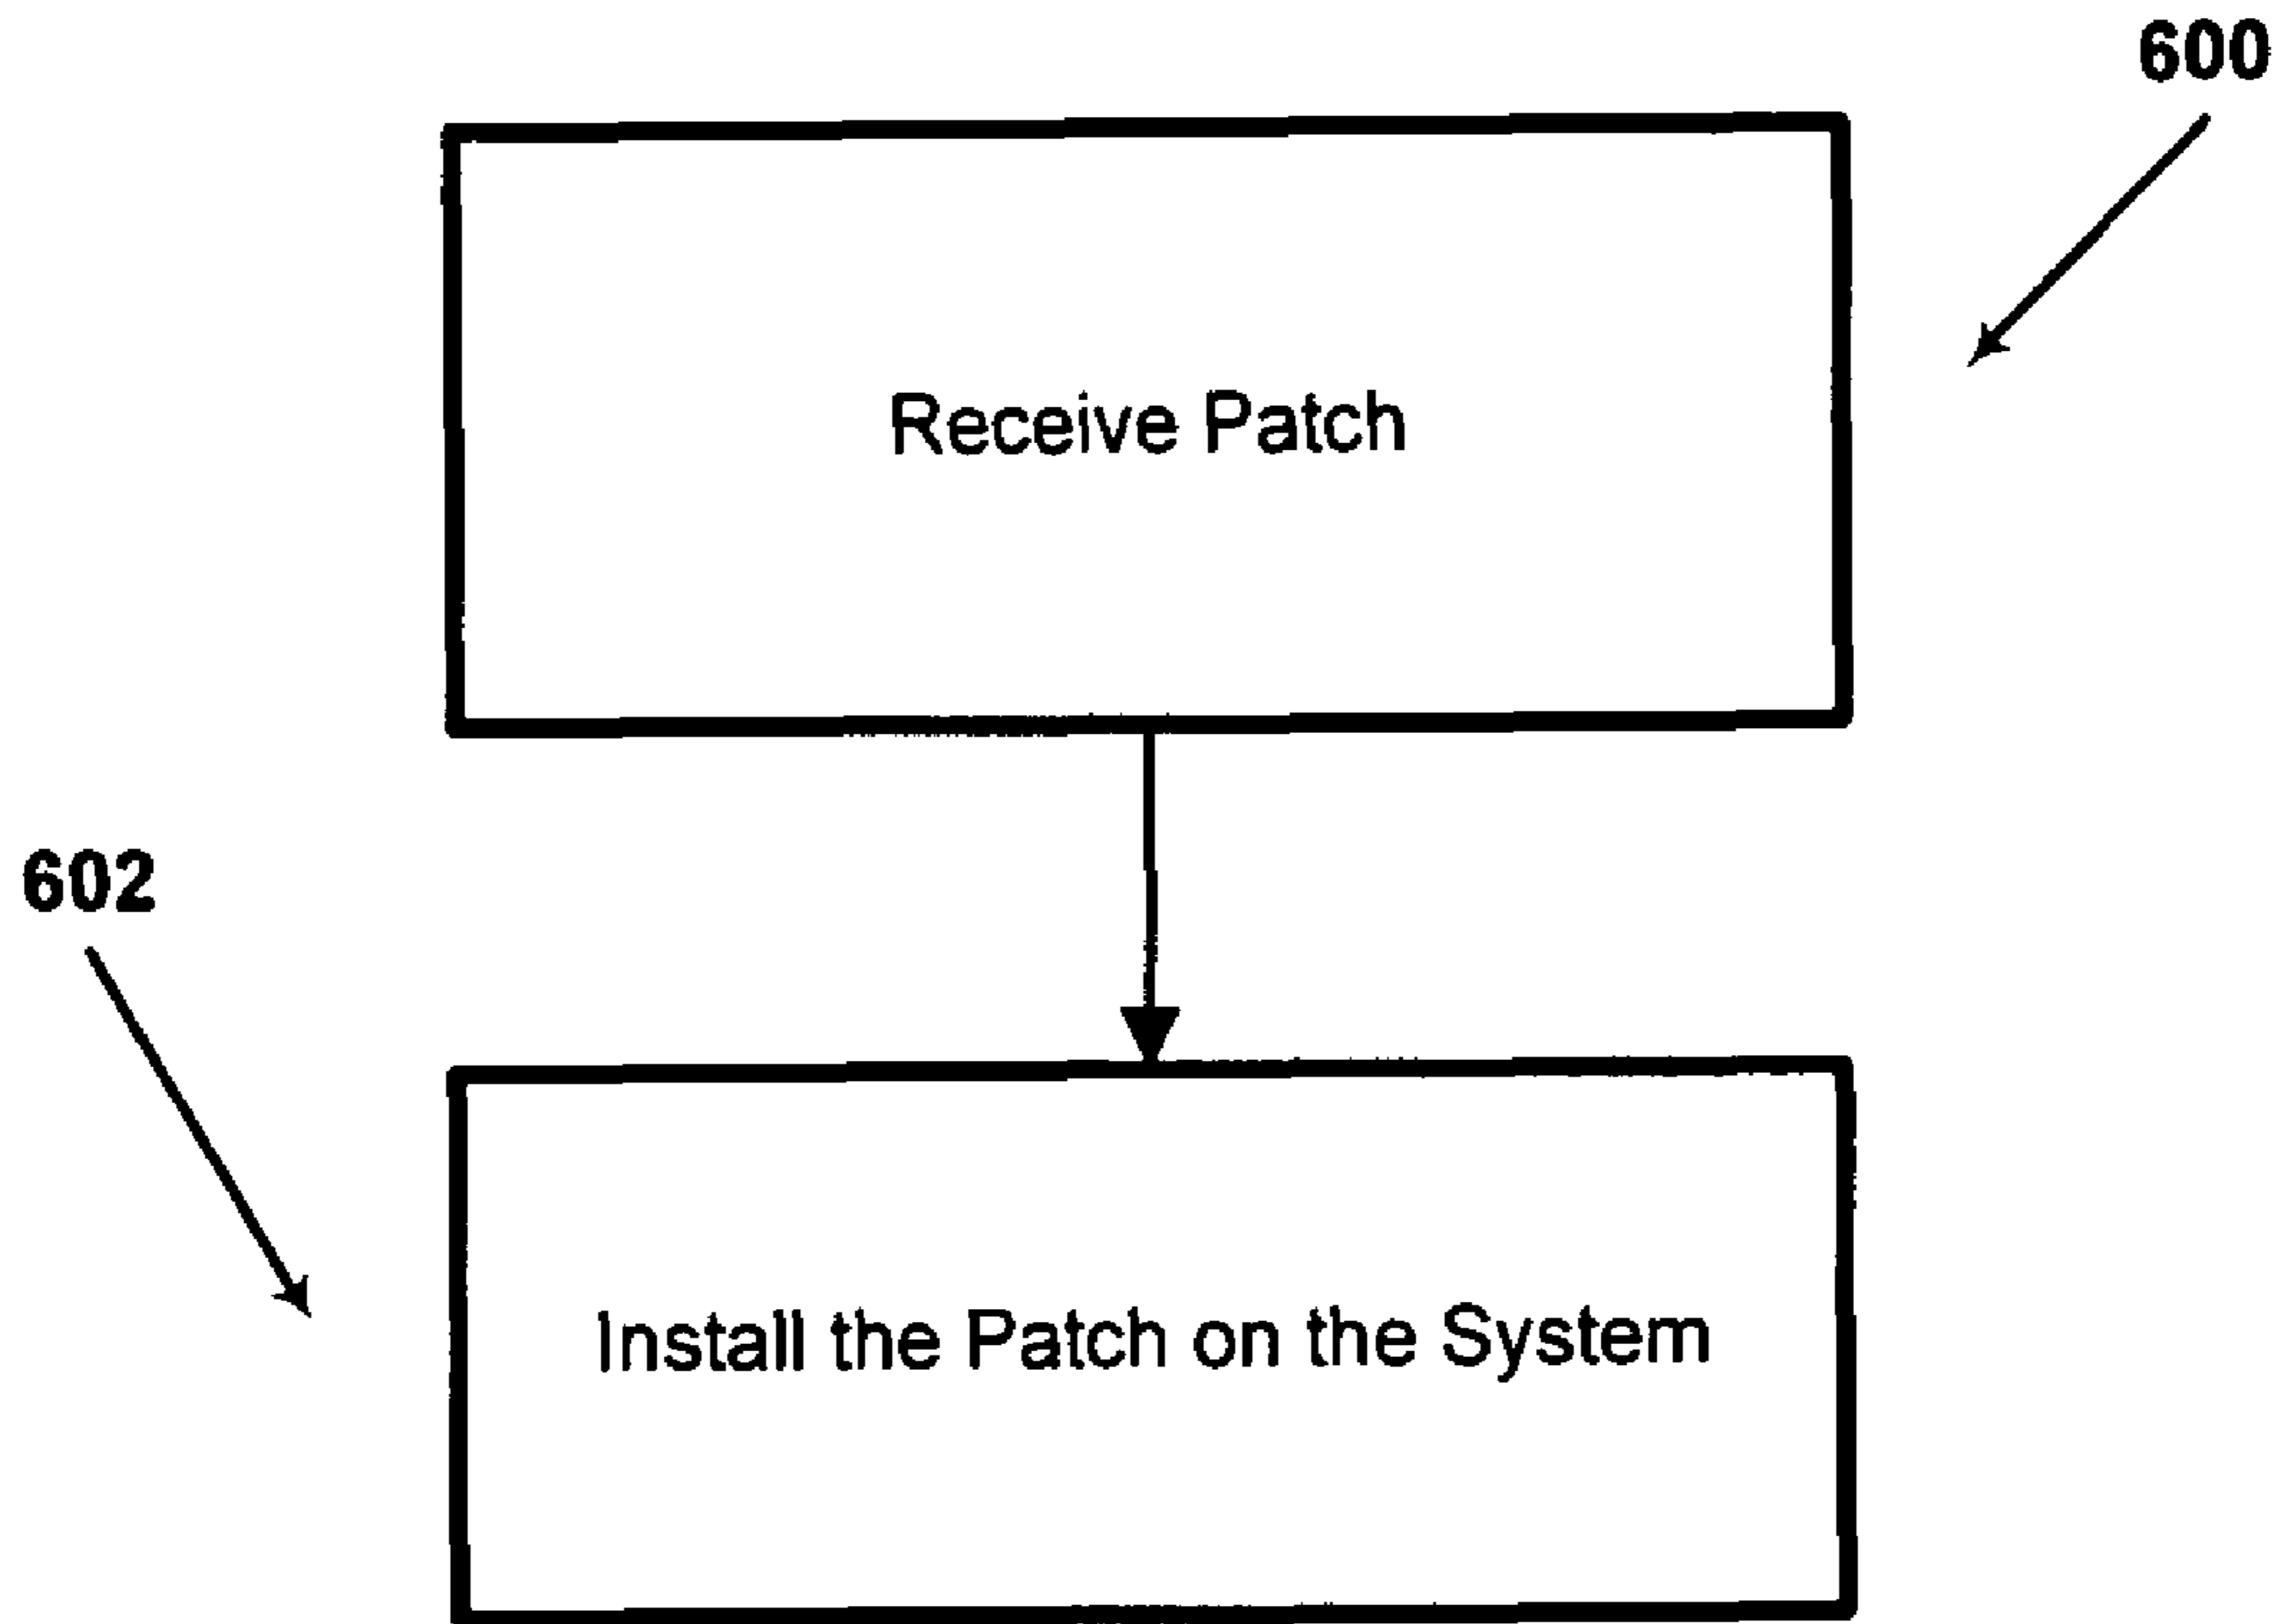 600
Receive Patch
602
Install the Patch on the System